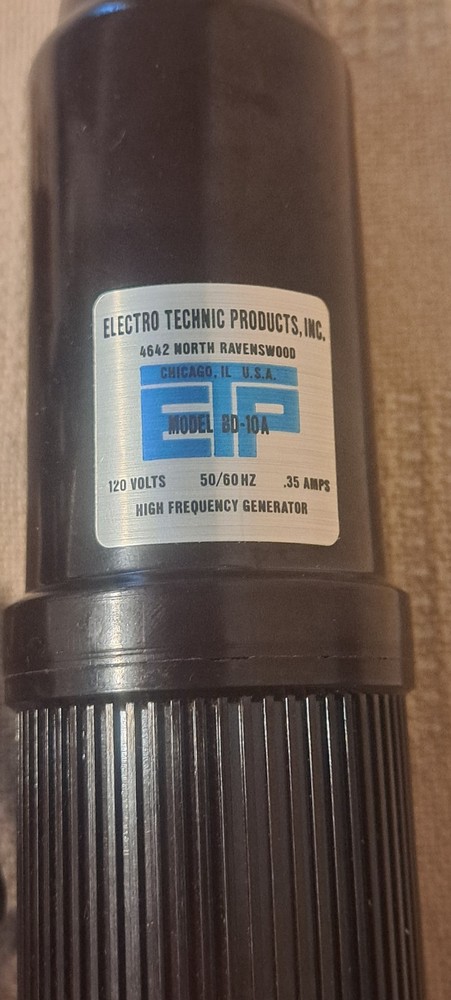 ELECTRO TECHNIC PRODUCTS, INC.
4642 NORTH RAVENSWOOD
CHICAGO, IL U.S.A.
ETP
MODEL BD-10A
120 VOLTS 50/60 HZ .35 AMPS
HIGH FREQUENCY GENERATOR